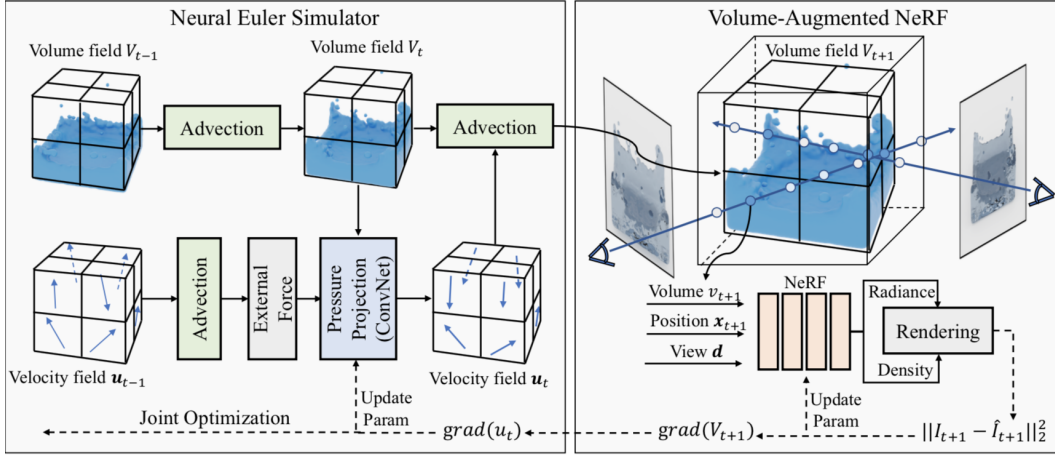 Neural Euler Simulator
Volume field V_{t−1}
Volume field V_t
Advection
Advection
Advection
External Force
Pressure Projection (ConvNet)
Velocity field u_{t−1}
Velocity field u_t
Update
Param
Joint Optimization
grad(u_t)
Volume-Augmented NeRF
Volume field V_{t+1}
NeRF
Volume v_{t+1}
Position x_{t+1}
View d
Radiance
Rendering
Density
Update
Param
grad(V_{t+1})
||I_{t+1} − Î_{t+1}||_2^2